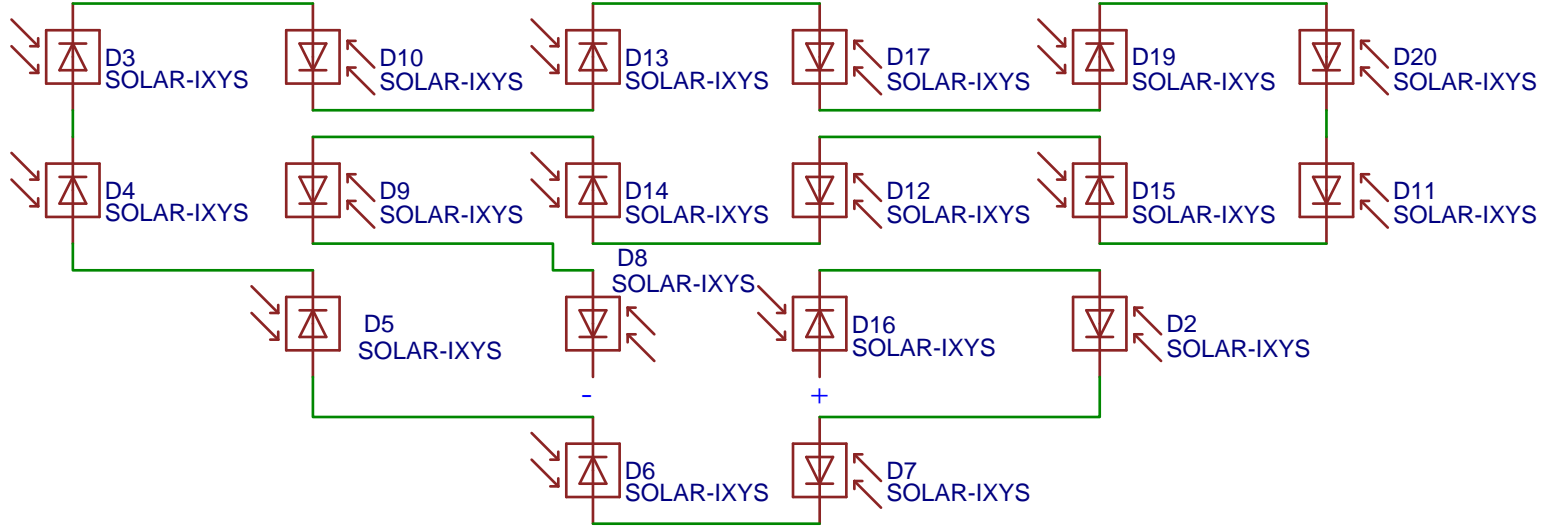 D3
SOLAR-IXYS
D10
SOLAR-IXYS
D13
SOLAR-IXYS
D17
SOLAR-IXYS
D19
SOLAR-IXYS
D20
SOLAR-IXYS
D4
SOLAR-IXYS
D9
SOLAR-IXYS
D14
SOLAR-IXYS
D12
SOLAR-IXYS
D15
SOLAR-IXYS
D11
SOLAR-IXYS
D8
SOLAR-IXYS
D5
SOLAR-IXYS
D16
SOLAR-IXYS
D2
SOLAR-IXYS
-
+
D6
SOLAR-IXYS
D7
SOLAR-IXYS